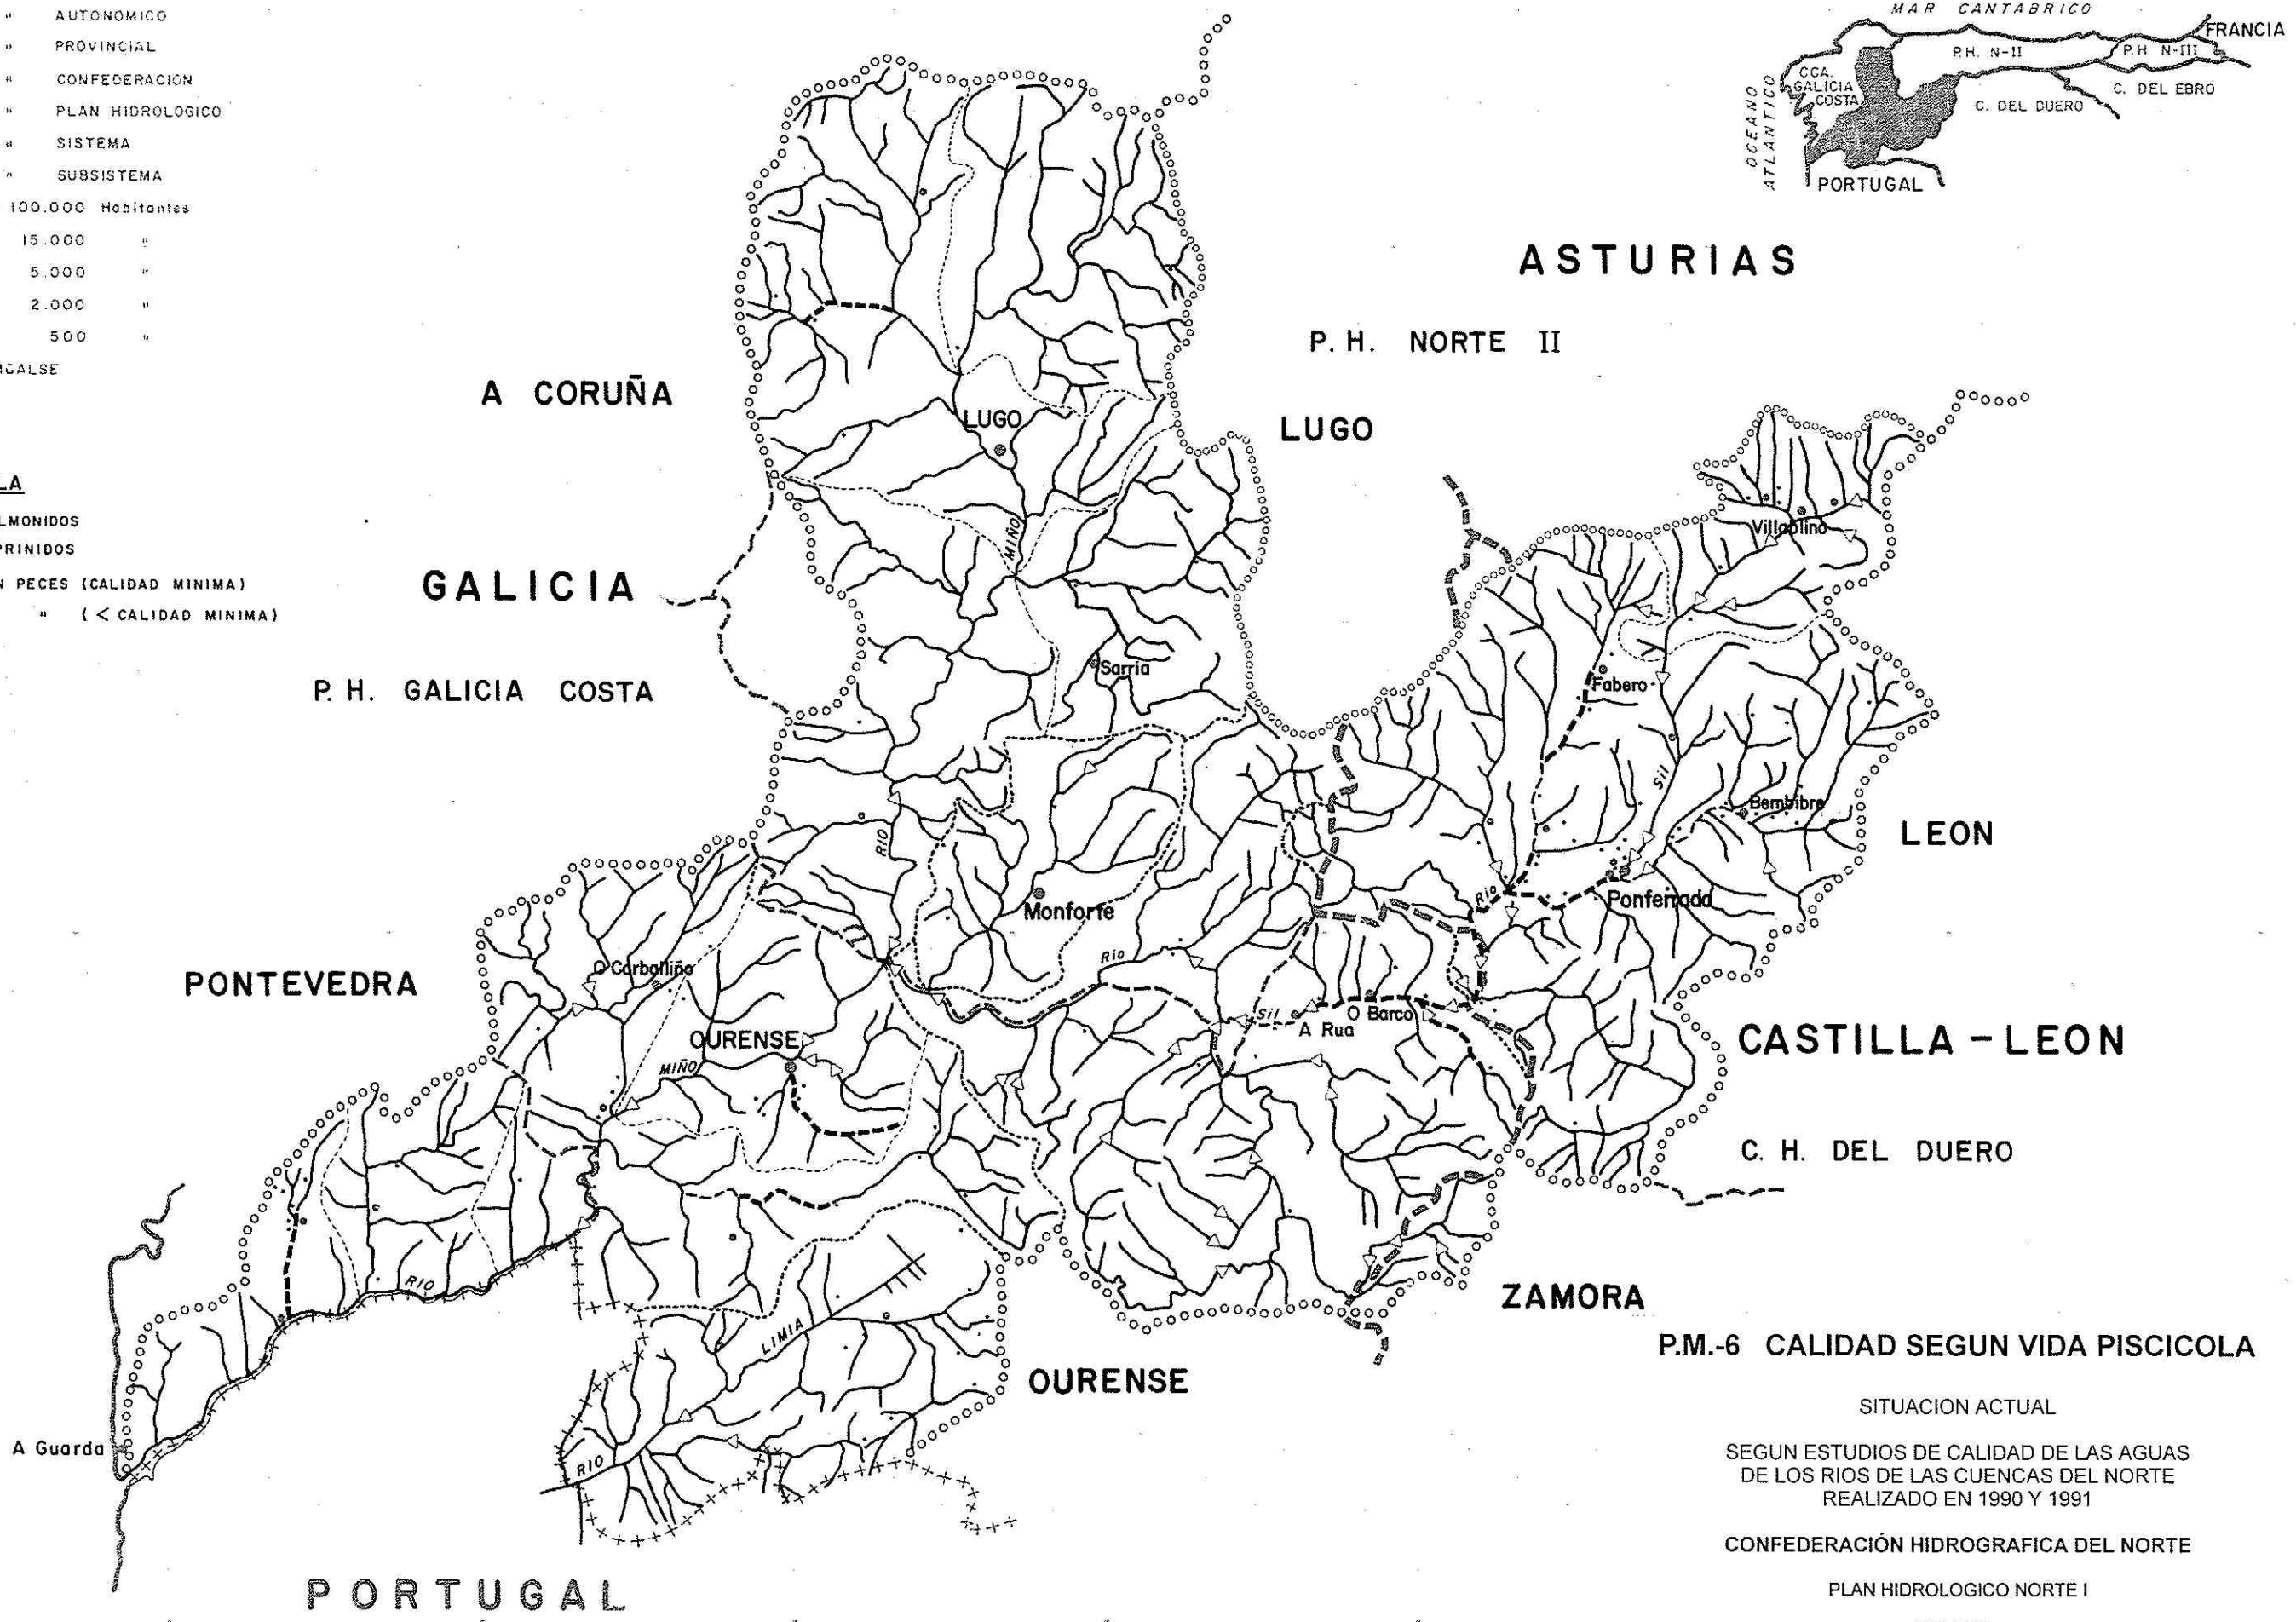 " AUTONOMICO
" PROVINCIAL
" CONFEDERACION
" PLAN HIDROLOGICO
" SISTEMA
" SUBSISTEMA
100.000 Habitantes
15.000 "
5.000 "
2.000 "
500 "
LMONIDOS
PRINIDOS
N PECES (CALIDAD MINIMA)
" (< CALIDAD MINIMA)
MAR CANTABRICO
FRANCIA
P.H. N-II
P.H. N-III
CCA.
GALICIA
COSTA
C. DEL EBRO
C. DEL DUERO
OCEANO
ATLANTICO
PORTUGAL
ASTURIAS
P. H. NORTE II
A CORUÑA
LUGO
LUGO
Villablino
MIÑO
GALICIA
Sarria
Fabero
P. H. GALICIA COSTA
Sil
Bembibre
RIO
LEON
Monforte
Rio
Ponferrada
PONTEVEDRA
O Carballiño
Rio
Sil
O Barco
A Rua
OURENSE
MIÑO
CASTILLA - LEON
C. H. DEL DUERO
RIO
LIMIA
ZAMORA
OURENSE
A Guarda
RIO
PORTUGAL
P.M.-6 CALIDAD SEGUN VIDA PISCICOLA
SITUACION ACTUAL
SEGUN ESTUDIOS DE CALIDAD DE LAS AGUAS
DE LOS RIOS DE LAS CUENCAS DEL NORTE
REALIZADO EN 1990 Y 1991
CONFEDERACIÓN HIDROGRAFICA DEL NORTE
PLAN HIDROLOGICO NORTE I